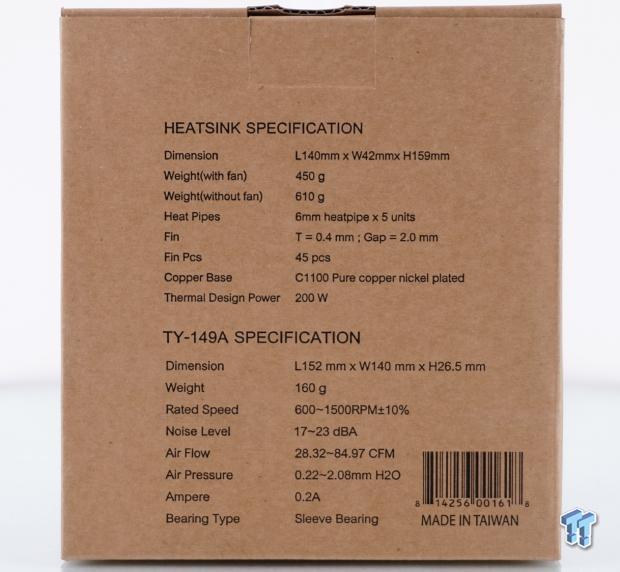 HEATSINK SPECIFICATION
Dimension L140mm x W42mmx H159mm
Weight(with fan) 450 g
Weight(without fan) 610 g
Heat Pipes 6mm heatpipe x 5 units
Fin T = 0.4 mm ; Gap = 2.0 mm
Fin Pcs 45 pcs
Copper Base C1100 Pure copper nickel plated
Thermal Design Power 200 W
TY-149A SPECIFICATION
Dimension L152 mm x W140 mm x H26.5 mm
Weight 160 g
Rated Speed 600~1500RPM±10%
Noise Level 17~23 dBA
Air Flow 28.32~84.97 CFM
Air Pressure 0.22~2.08mm H2O
Ampere 0.2A
Bearing Type Sleeve Bearing
8 14256 00161 8
MADE IN TAIWAN
TT